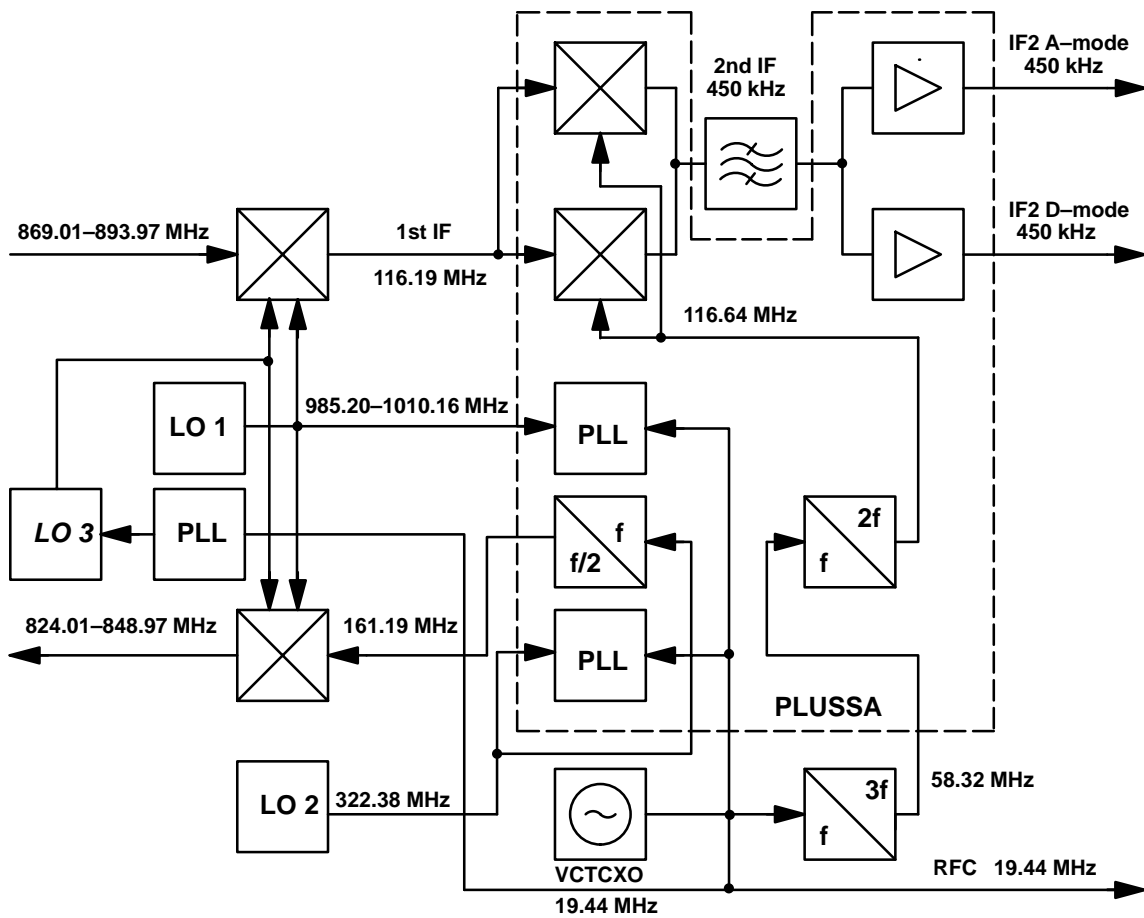 IF2 A–mode
450 kHz
2nd IF
450 kHz
869.01–893.97 MHz
1st IF
116.19 MHz
IF2 D–mode
450 kHz
116.64 MHz
985.20–1010.16 MHz
LO 1
PLL
LO 3
PLL
f
f/2
2f
f
824.01–848.97 MHz
161.19 MHz
PLL
PLUSSA
LO 2
322.38 MHz
3f
f
58.32 MHz
VCTCXO
19.44 MHz
RFC 19.44 MHz